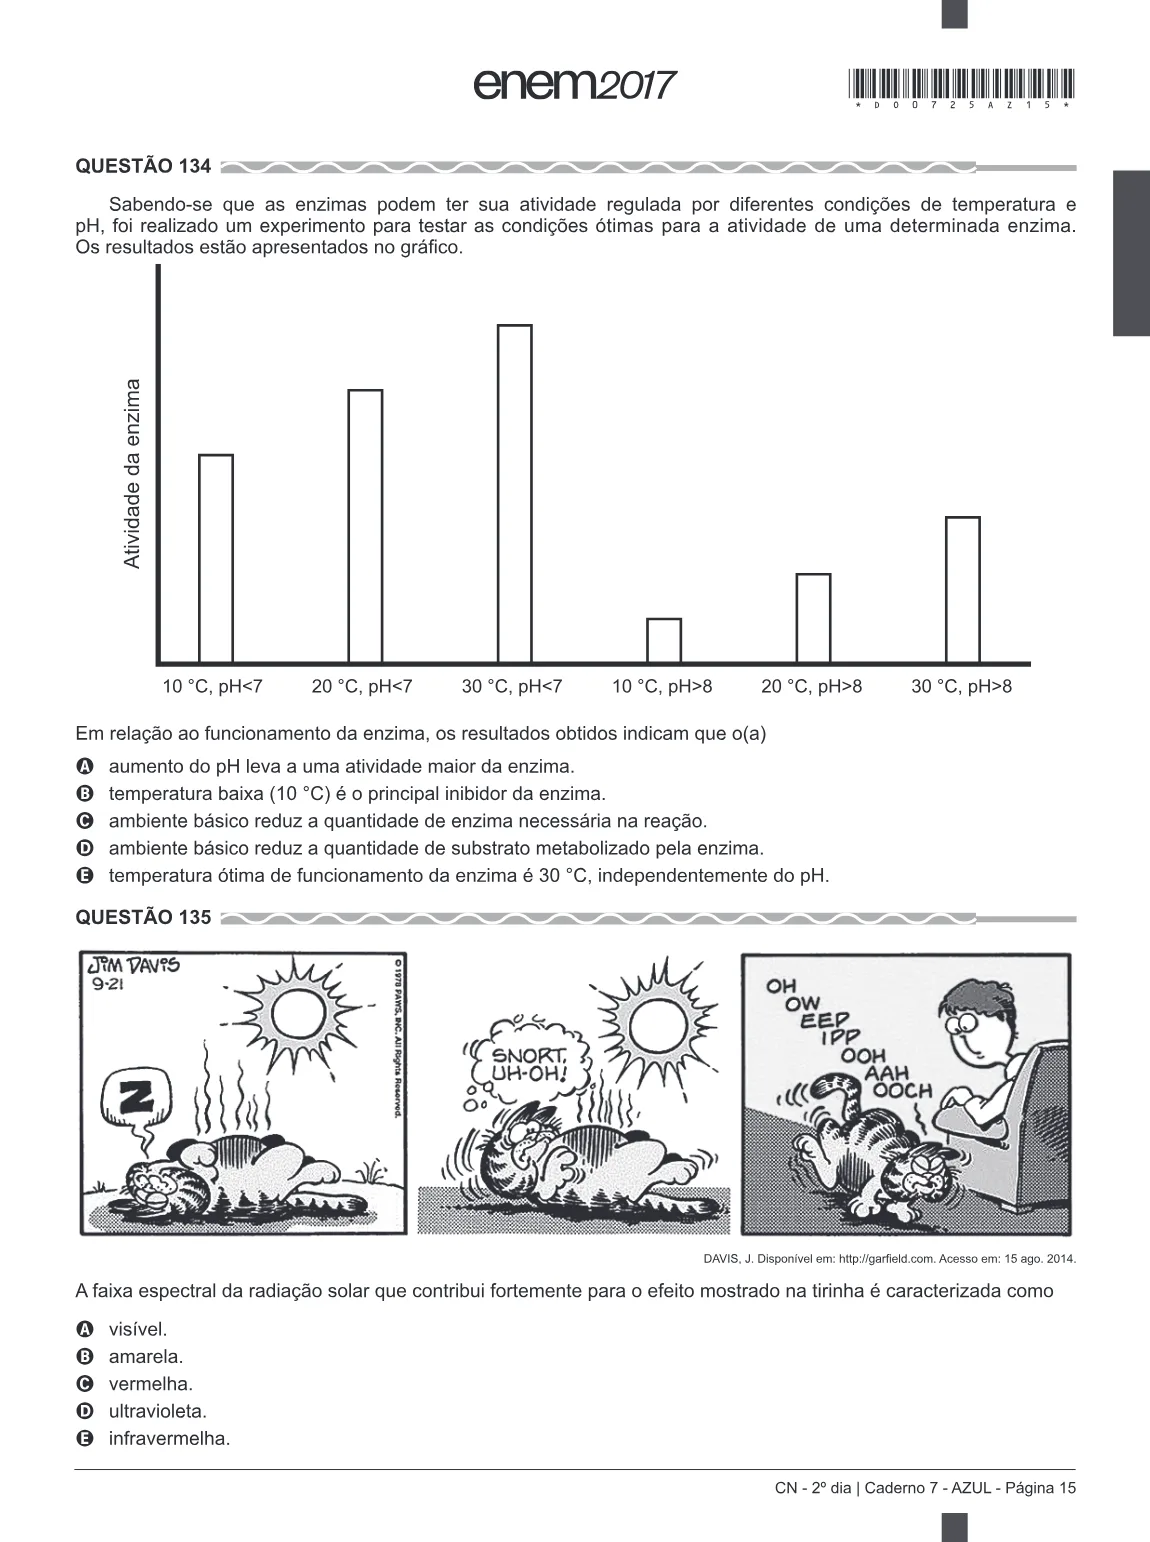 enem2017
*D00725AZ15*
QUESTÃO 134
Sabendo-se que as enzimas podem ter sua atividade regulada por diferentes condições de temperatura e
pH, foi realizado um experimento para testar as condições ótimas para a atividade de uma determinada enzima.
Os resultados estão apresentados no gráfico.
Atividade da enzima
10 °C, pH<7 20 °C, pH<7 30 °C, pH<7 10 °C, pH>8 20 °C, pH>8 30 °C, pH>8
Em relação ao funcionamento da enzima, os resultados obtidos indicam que o(a)
A aumento do pH leva a uma atividade maior da enzima.
B temperatura baixa (10 °C) é o principal inibidor da enzima.
C ambiente básico reduz a quantidade de enzima necessária na reação.
D ambiente básico reduz a quantidade de substrato metabolizado pela enzima.
E temperatura ótima de funcionamento da enzima é 30 °C, independentemente do pH.
QUESTÃO 135
JIM DAVIS
9-21
© 1978 PAWS, INC. All Rights Reserved.
Z
SNORT,
UH-OH!
OH
OW
EEP
IPP
OOH
AAH
OOCH
DAVIS, J. Disponível em: http://garfield.com. Acesso em: 15 ago. 2014.
A faixa espectral da radiação solar que contribui fortemente para o efeito mostrado na tirinha é caracterizada como
A visível.
B amarela.
C vermelha.
D ultravioleta.
E infravermelha.
CN - 2º dia | Caderno 7 - AZUL - Página 15